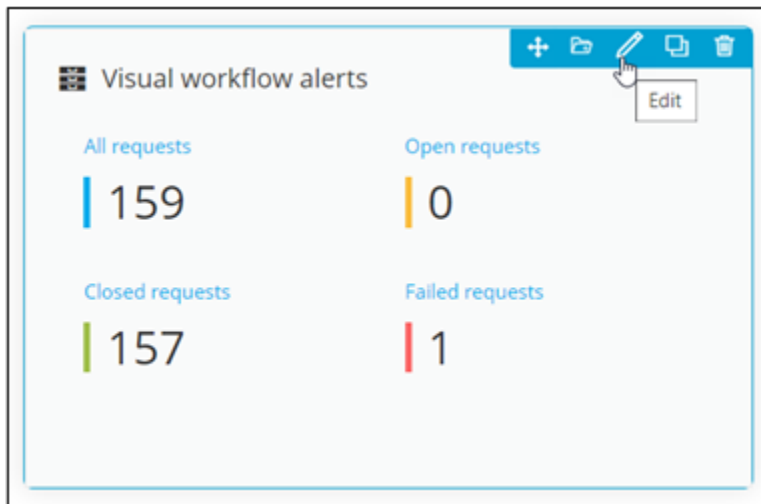 Visual workflow alerts
Edit
All requests
Open requests
159
0
Closed requests
Failed requests
157
1